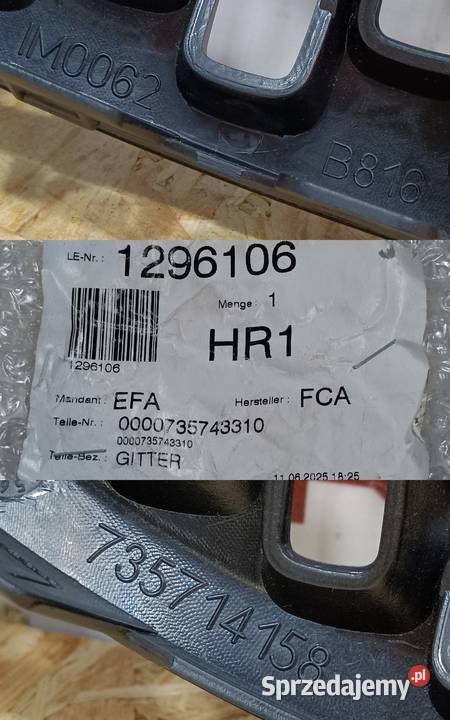 IM0062
B816
LE-Nr.: 1296106
Menge: 1
HR1
1296106
Mandant: EFA Hersteller: FCA
Teile-Nr.: 0000735743310
0000735743310
Teile-Bez.: GITTER
11.06.2025 18:25
735714158
Sprzedajemy.pl